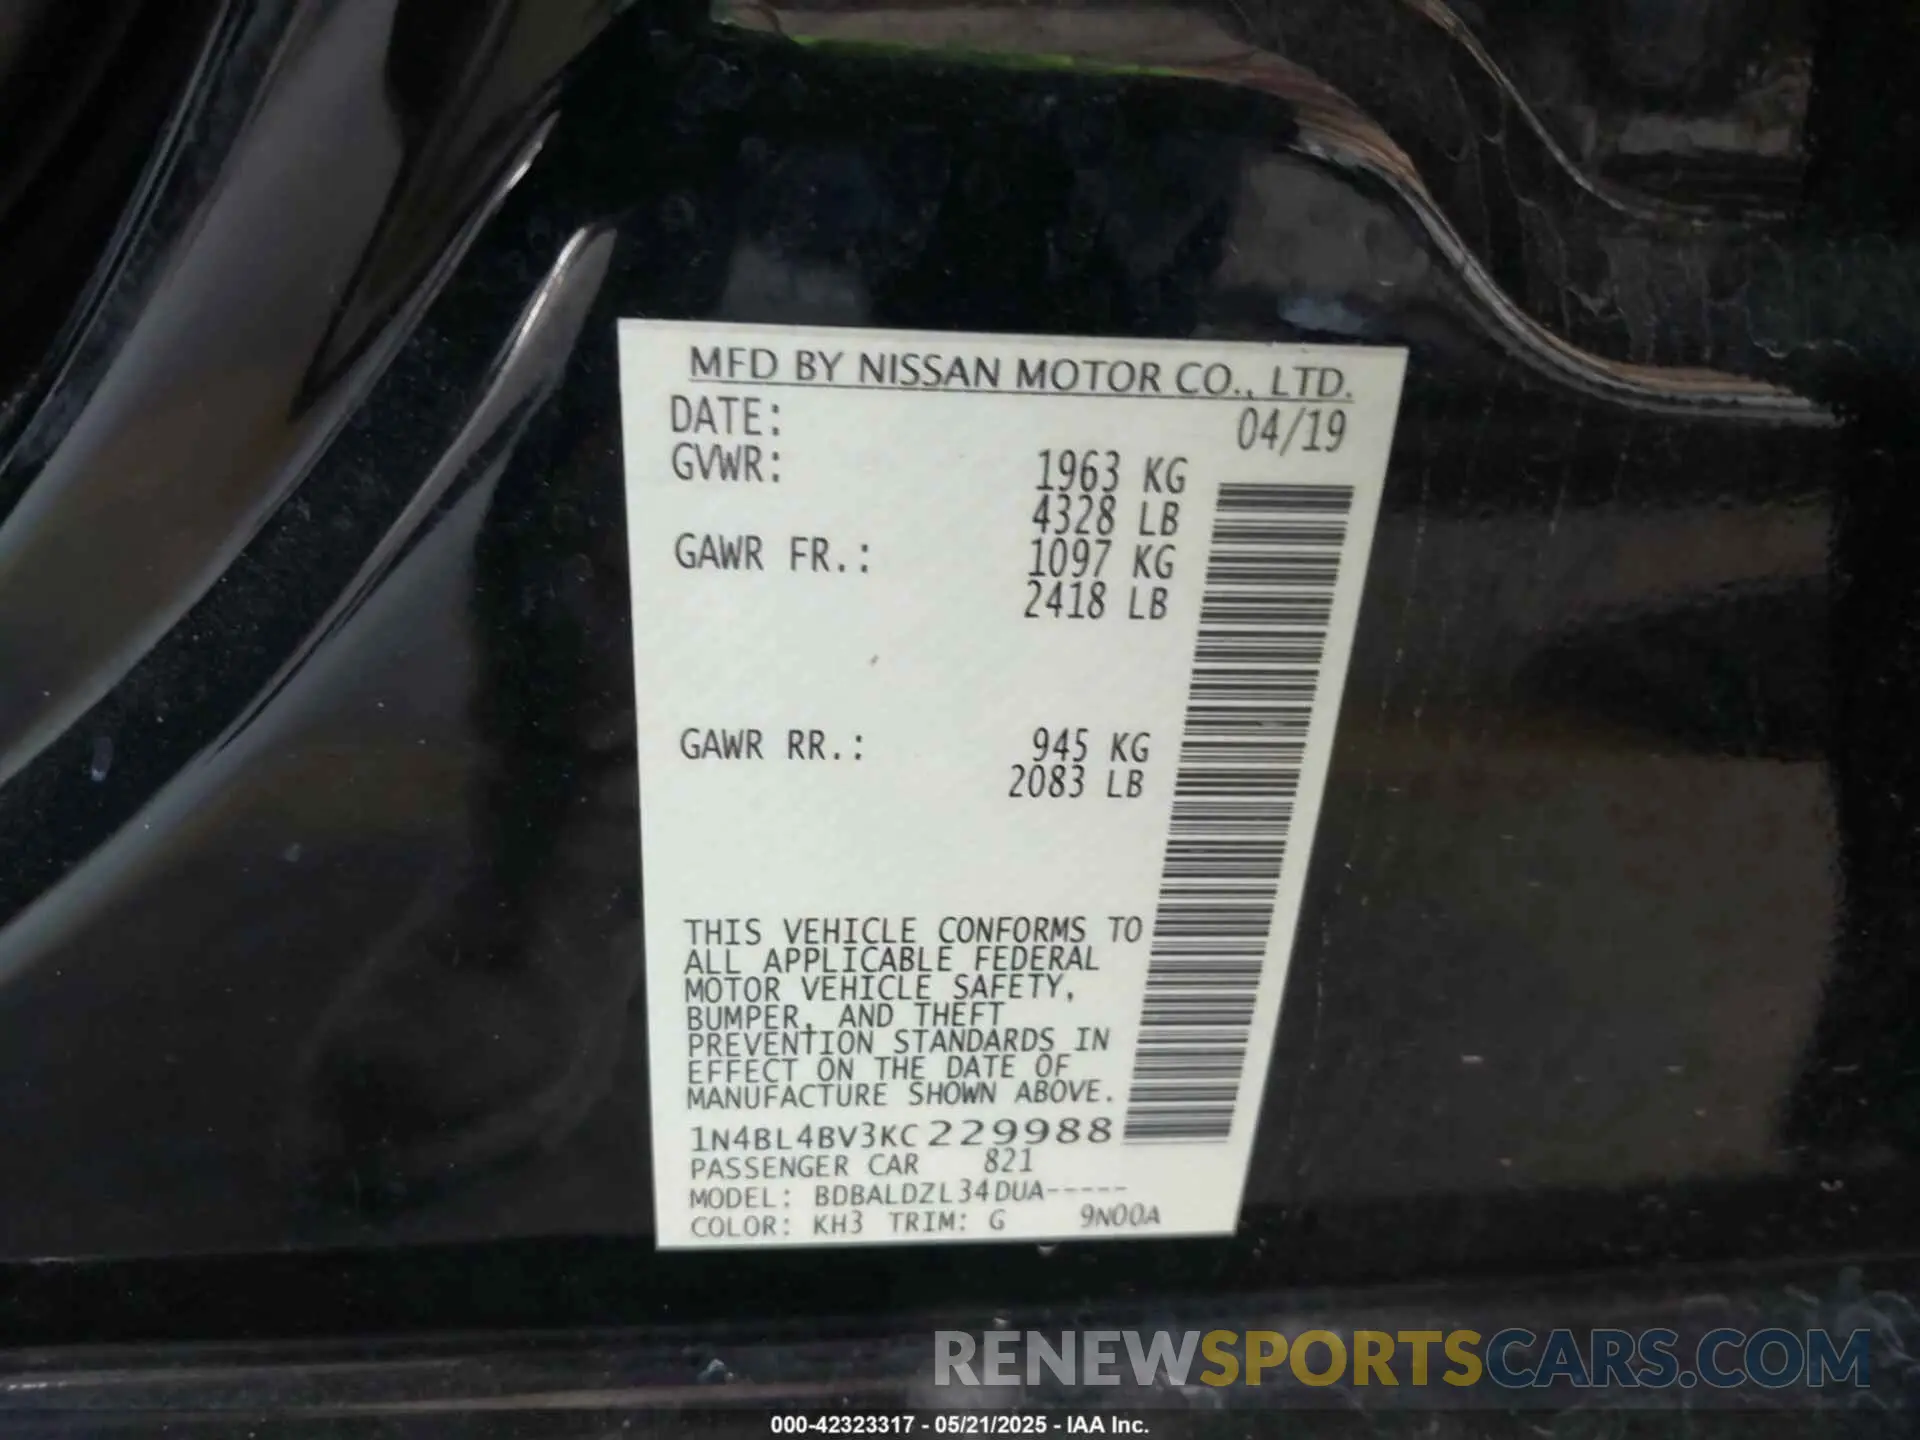 MFD BY NISSAN MOTOR CO., LTD.
DATE: 04/19
GVWR: 1963 KG
4328 LB
GAWR FR.: 1097 KG
2418 LB
GAWR RR.: 945 KG
2083 LB
THIS VEHICLE CONFORMS TO
ALL APPLICABLE FEDERAL
MOTOR VEHICLE SAFETY,
BUMPER, AND THEFT
PREVENTION STANDARDS IN
EFFECT ON THE DATE OF
MANUFACTURE SHOWN ABOVE.
1N4BL4BV3KC229988
PASSENGER CAR 821
MODEL: BDBALDZL34DUA-----
COLOR: KH3 TRIM: G 9N00A
RENEWSPORTSCARS.COM
000-42323317 - 05/21/2025 - IAA Inc.